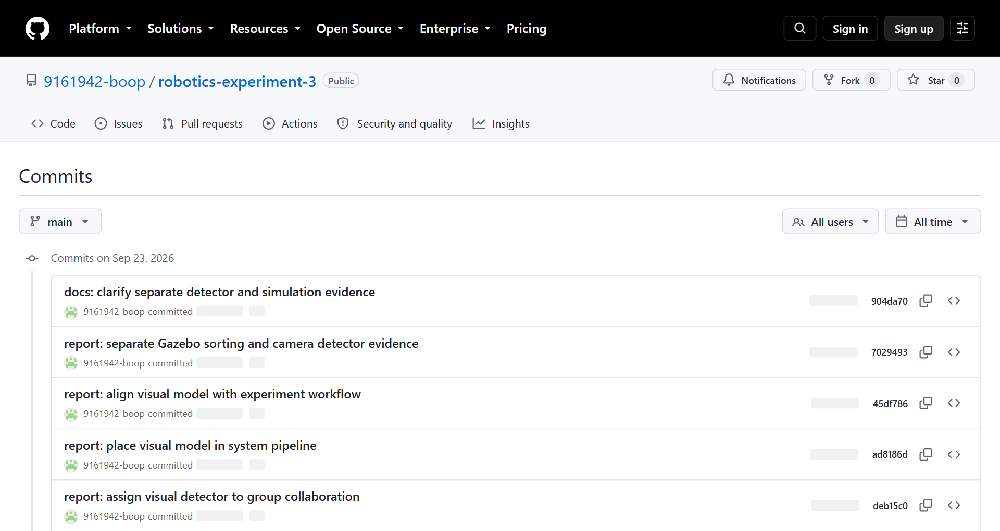 Platform Solutions Resources Open Source Enterprise Pricing Sign in Sign up
9161942-boop / robotics-experiment-3 Public Notifications Fork 0 Star 0
Code Issues Pull requests Actions Security and quality Insights
Commits
main All users All time
Commits on Sep 23, 2026
docs: clarify separate detector and simulation evidence
9161942-boop committed
904da70
report: separate Gazebo sorting and camera detector evidence
9161942-boop committed
7029493
report: align visual model with experiment workflow
9161942-boop committed
45df786
report: place visual model in system pipeline
9161942-boop committed
ad8186d
report: assign visual detector to group collaboration
9161942-boop committed
deb15c0